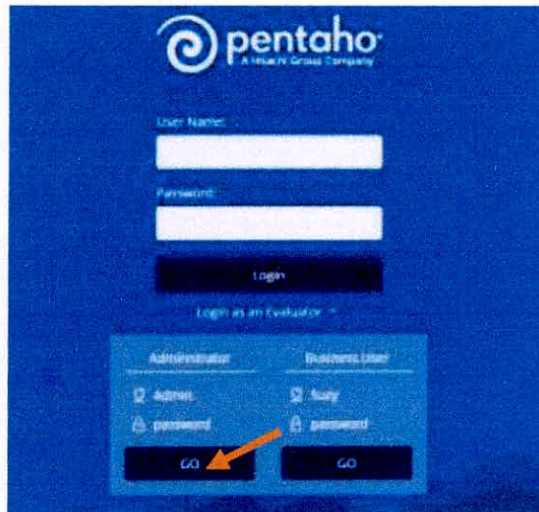 pentaho
A Hitachi Group Company
User Name:
Password:
Login
Login as an Evaluator
Administrator
Business User
Admin
Suzy
password
password
GO
GO